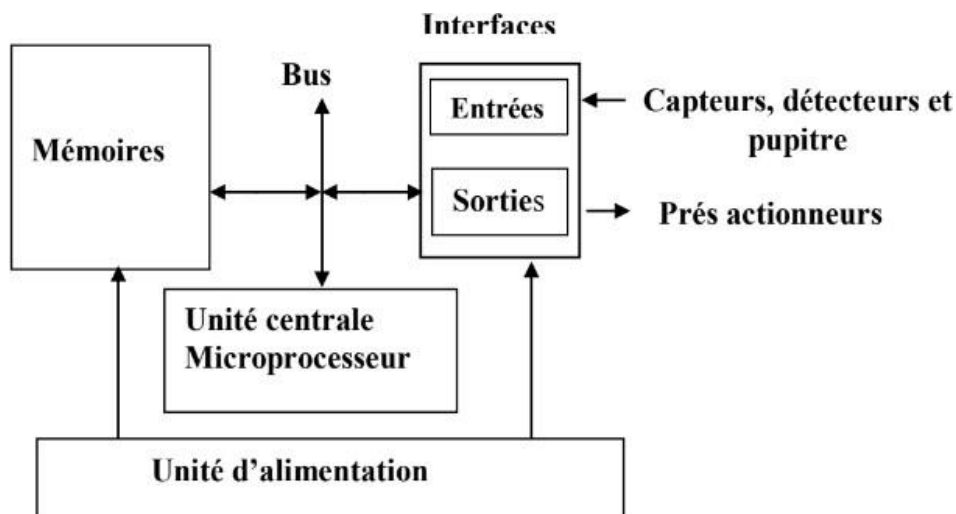 Interfaces
Bus
Entrées
Capteurs, détecteurs et
pupitre
Mémoires
Sorties
Prés actionneurs
Unité centrale
Microprocesseur
Unité d’alimentation